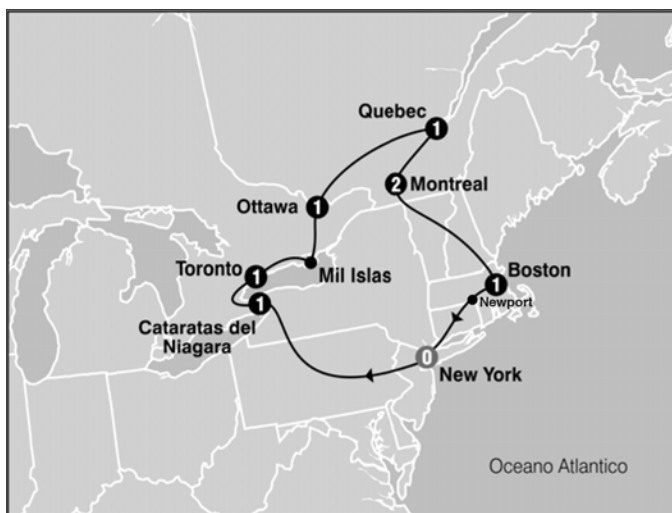 Quebec
1
2
Montreal
Ottawa
1
Toronto
1
Mil Islas
Boston
1
Newport
Cataratas del
Niagara
1
0
New York
Oceano Atlantico